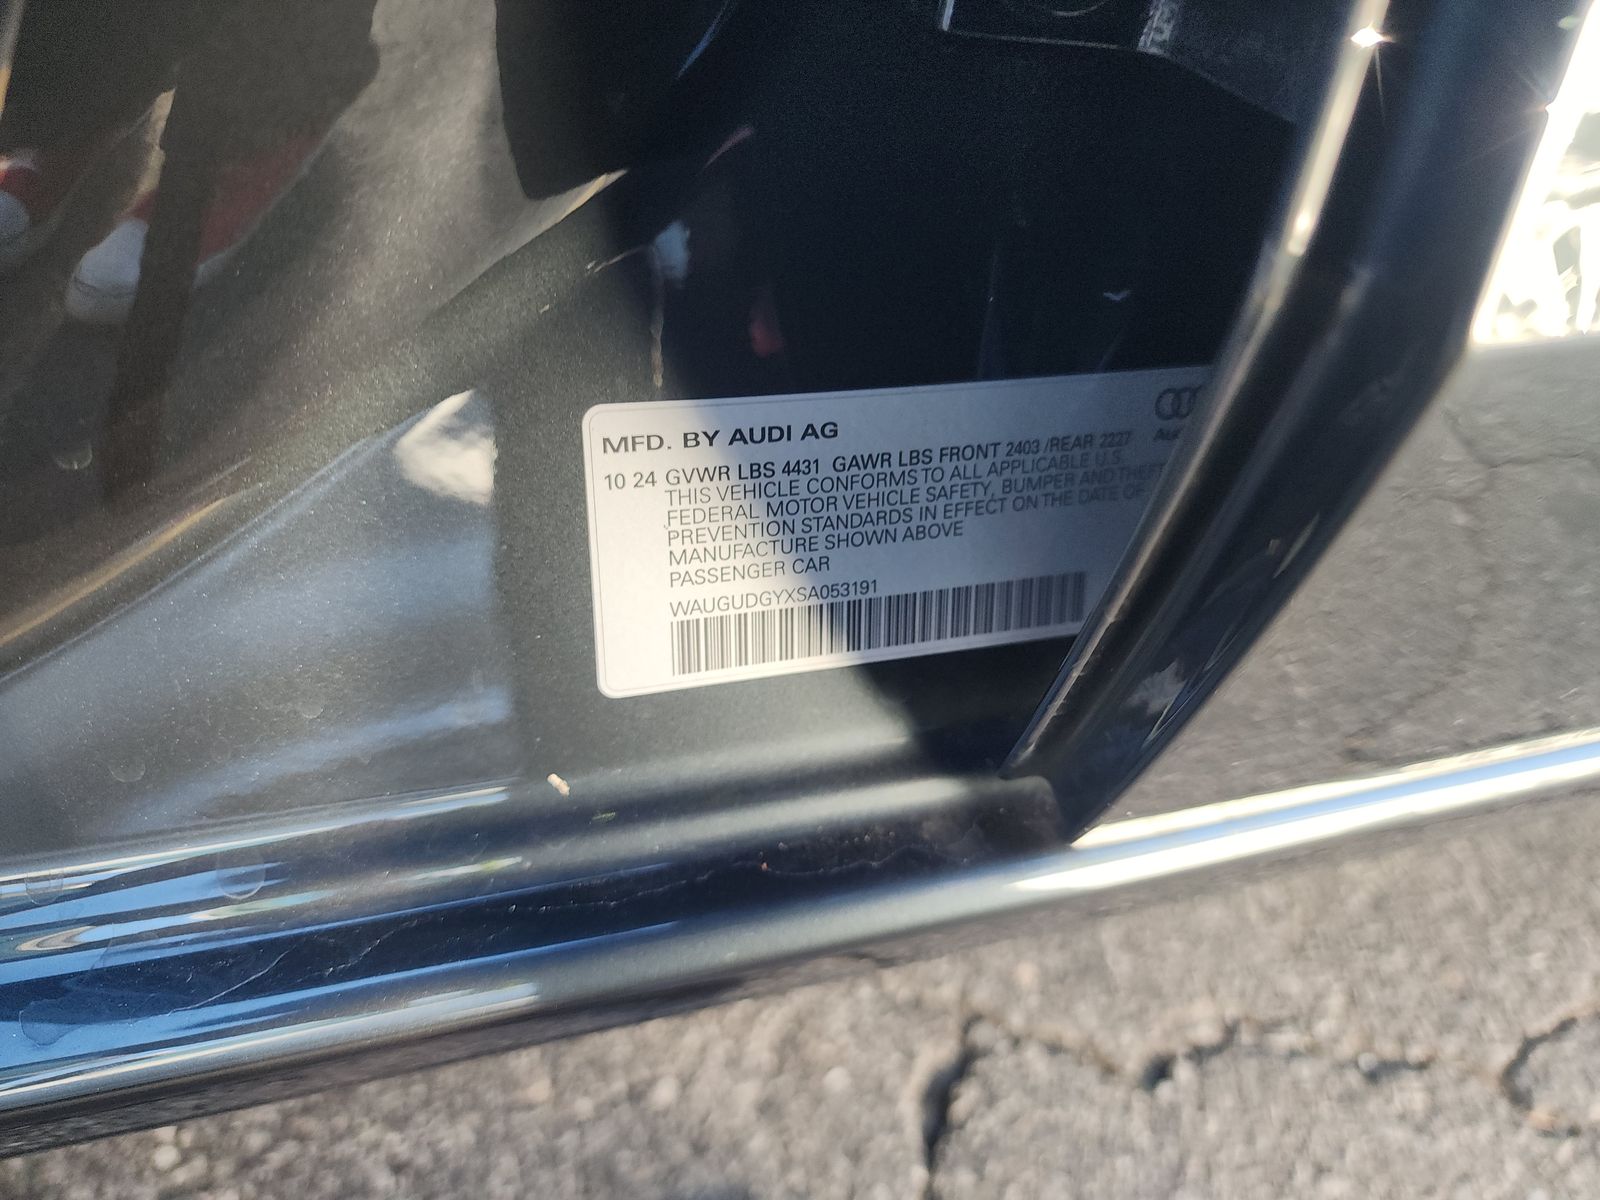 MFD. BY AUDI AG
10 24 GVWR LBS 4431 GAWR LBS FRONT 2403 /REAR 2227
THIS VEHICLE CONFORMS TO ALL APPLICABLE U.S.
FEDERAL MOTOR VEHICLE SAFETY, BUMPER AND THEFT
PREVENTION STANDARDS IN EFFECT ON THE DATE OF
MANUFACTURE SHOWN ABOVE
PASSENGER CAR
WAUGUDGYXSA053191